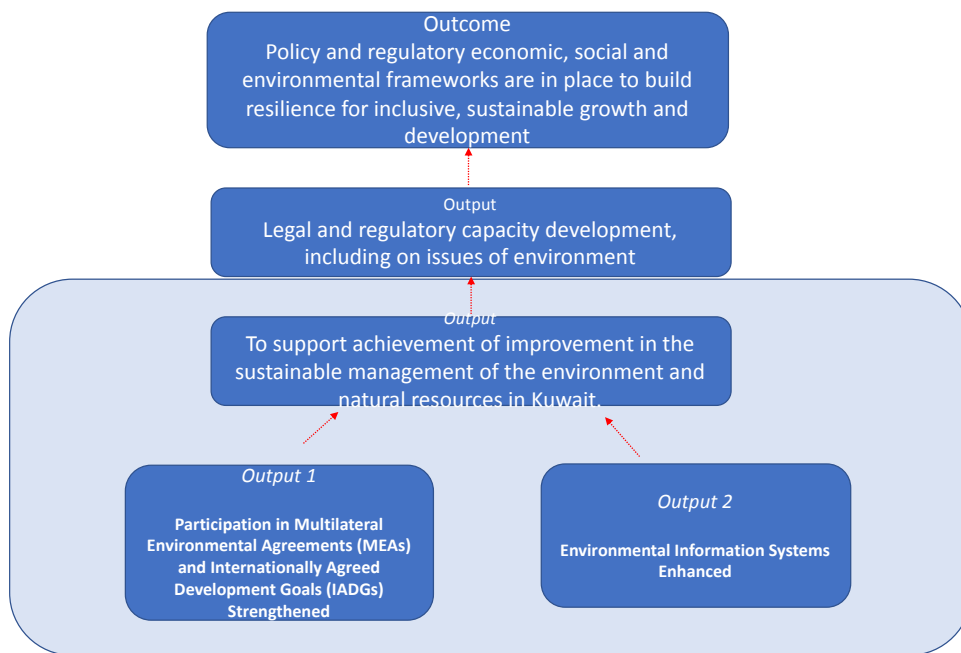 Outcome
Policy and regulatory economic, social and
environmental frameworks are in place to build
resilience for inclusive, sustainable growth and
development
Output
Legal and regulatory capacity development,
including on issues of environment
Output
To support achievement of improvement in the
sustainable management of the environment and
natural resources in Kuwait.
Output 1
Participation in Multilateral
Environmental Agreements (MEAs)
and Internationally Agreed
Development Goals (IADGs)
Strengthened
Output 2
Environmental Information Systems
Enhanced